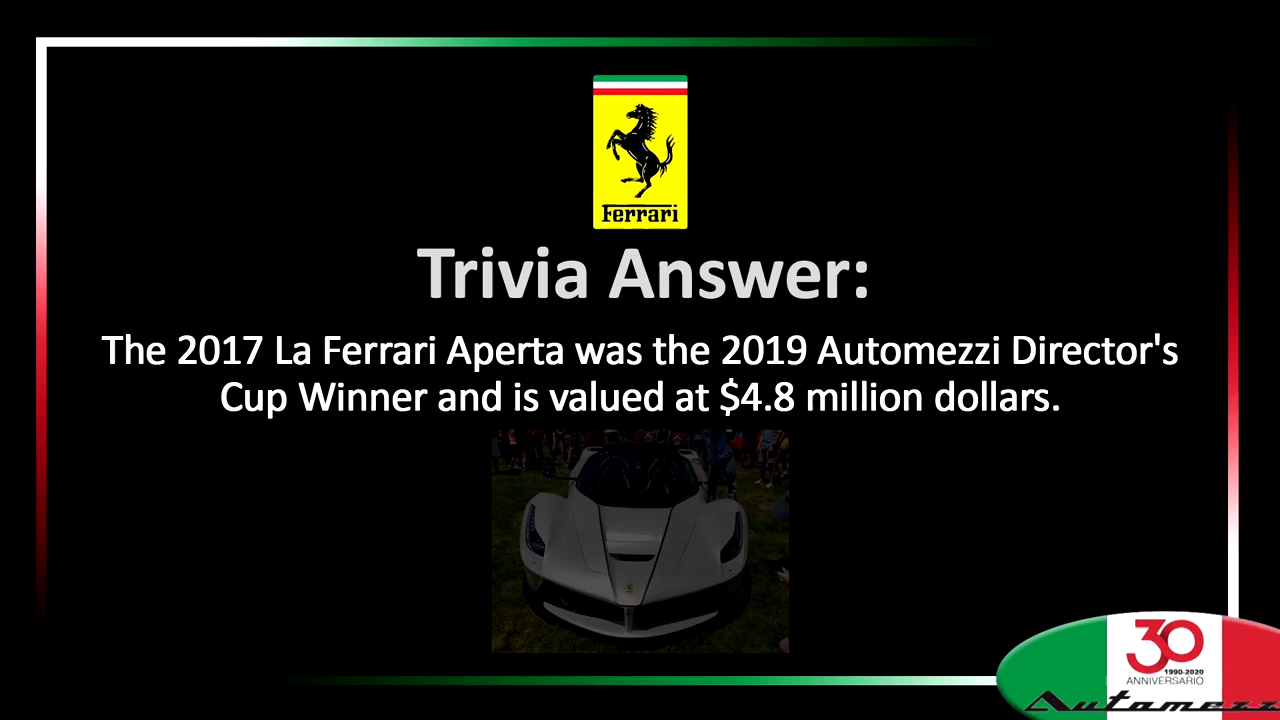 Ferrari
Trivia Answer:
The 2017 La Ferrari Aperta was the 2019 Automezzi Director's
Cup Winner and is valued at $4.8 million dollars.
30
1990-2020
ANNIVERSARIO
Automezz